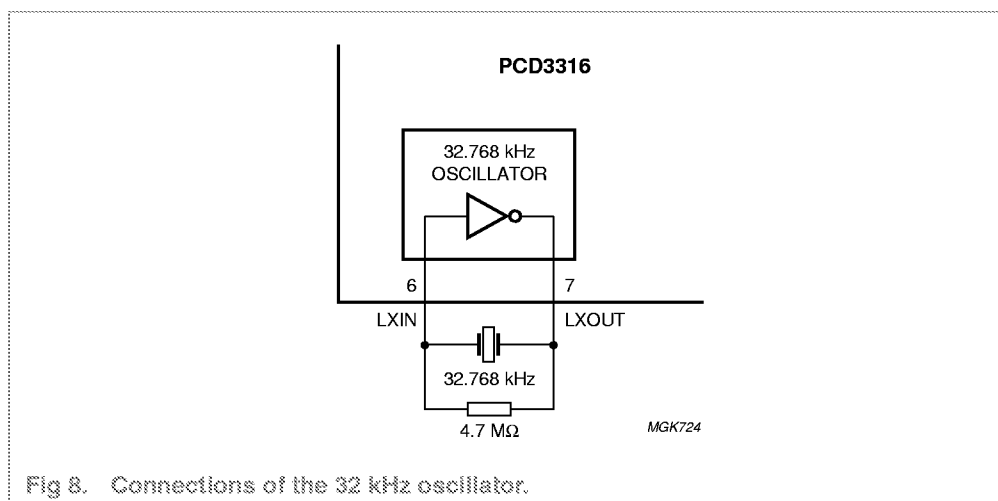 PCD3316
32.768 kHz
OSCILLATOR
6
7
LXIN
LXOUT
32.768 kHz
4.7 MΩ
MGK724
Fig 8. Connections of the 32 kHz oscillator.